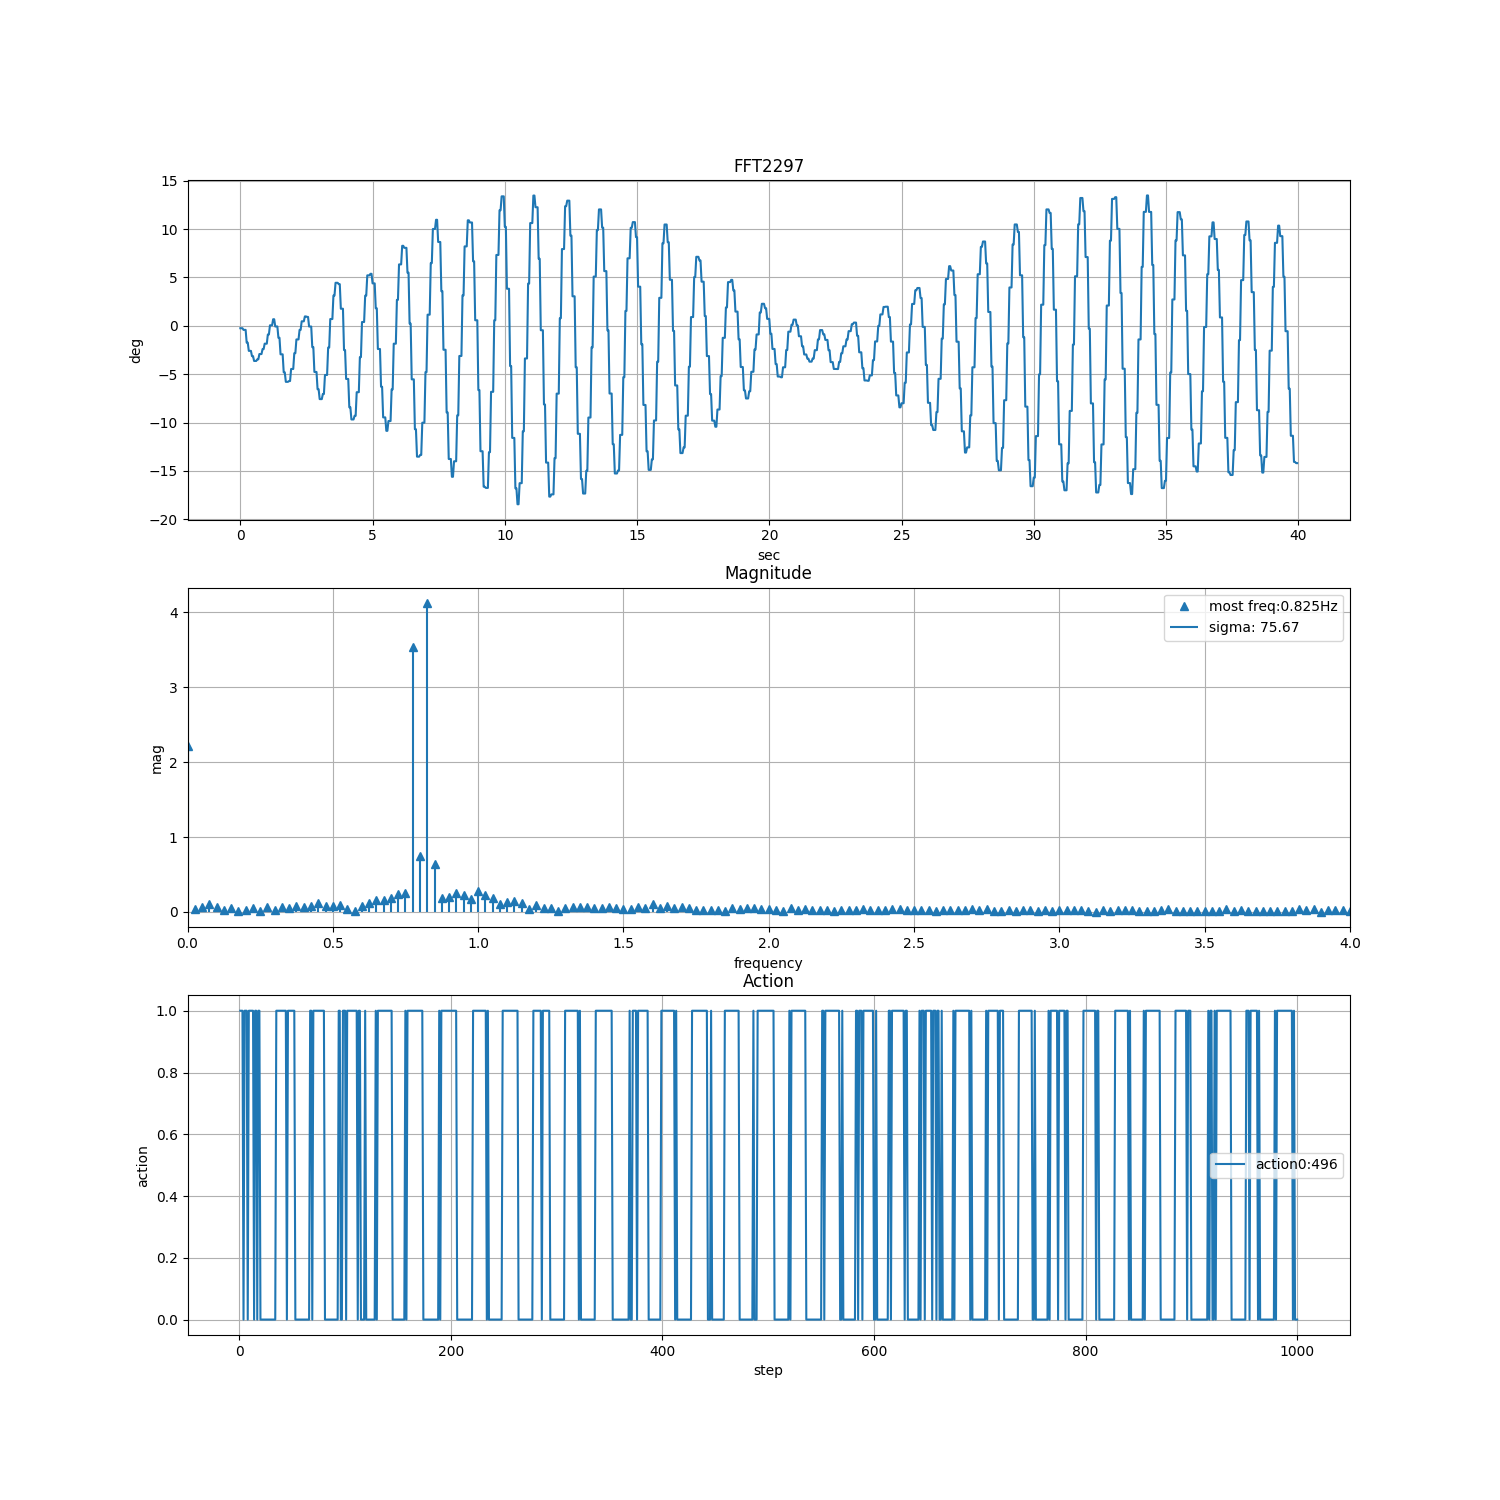 FFT2297
15
10
5
0
−5
−10
−15
−20
deg
0 5 10 15 20 25 30 35 40
sec
Magnitude
4
3
2
1
0
mag
most freq:0.825Hz
sigma: 75.67
0.0 0.5 1.0 1.5 2.0 2.5 3.0 3.5 4.0
frequency
Action
1.0
0.8
0.6
0.4
0.2
0.0
action
action0:496
0 200 400 600 800 1000
step